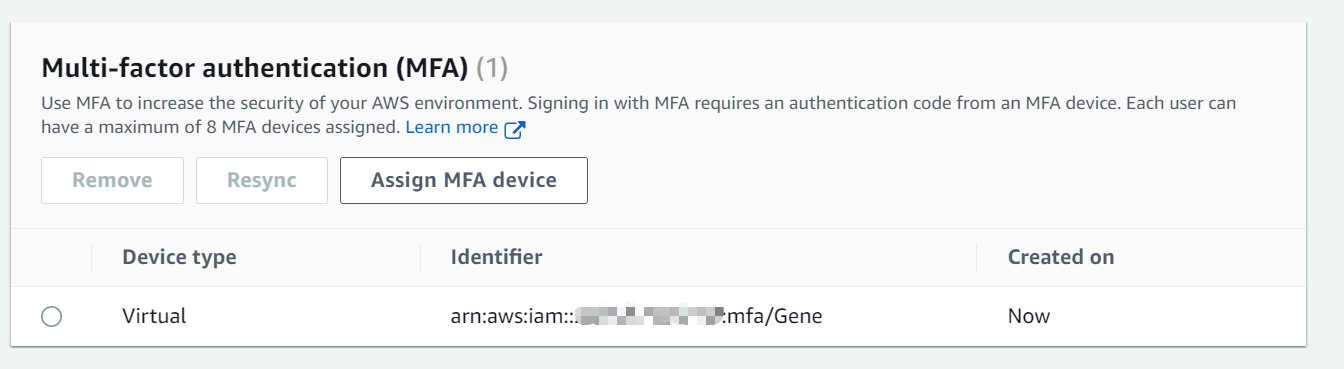 Multi-factor authentication (MFA) (1)
Use MFA to increase the security of your AWS environment. Signing in with MFA requires an authentication code from an MFA device. Each user can
have a maximum of 8 MFA devices assigned. Learn more
Remove Resync Assign MFA device
Device type Identifier Created on
Virtual arn:aws:iam:: :mfa/Gene Now